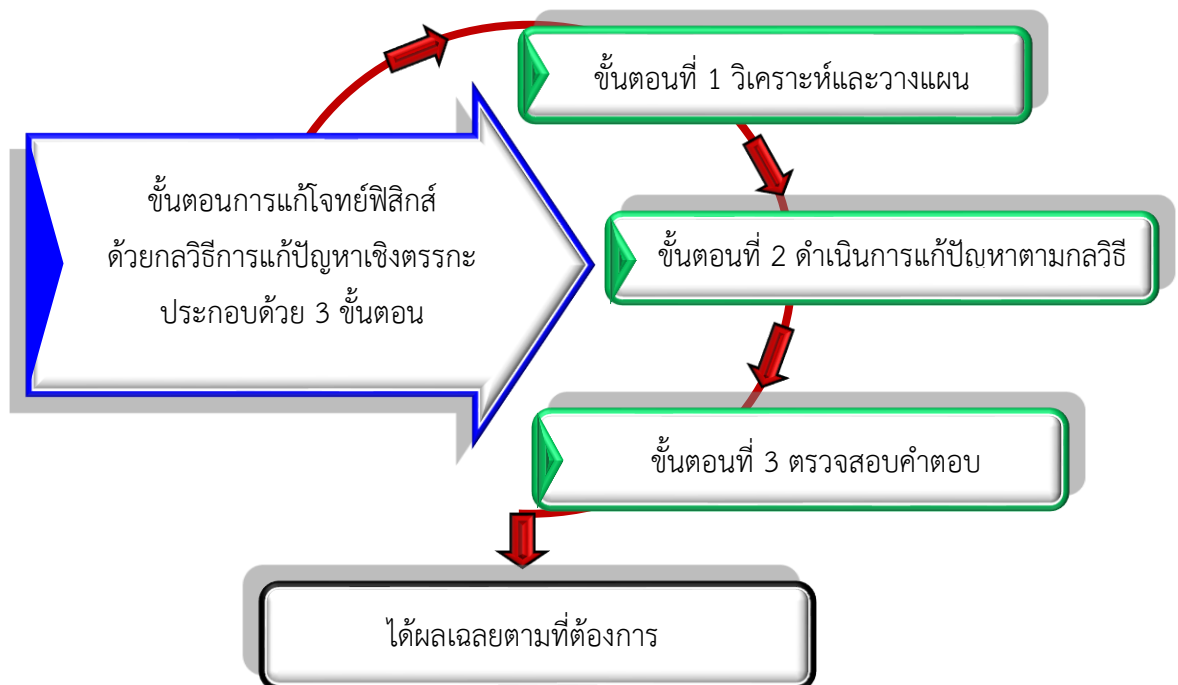 ขั้นตอนที่ 1 วิเคราะห์และวางแผน
ขั้นตอนการแก้โจทย์ฟิสิกส์
ด้วยกลวิธีการแก้ปัญหาเชิงตรรกะ
ประกอบด้วย 3 ขั้นตอน
ขั้นตอนที่ 2 ดำเนินการแก้ปัญหาตามกลวิธี
ขั้นตอนที่ 3 ตรวจสอบคำตอบ
ได้ผลเฉลยตามที่ต้องการ